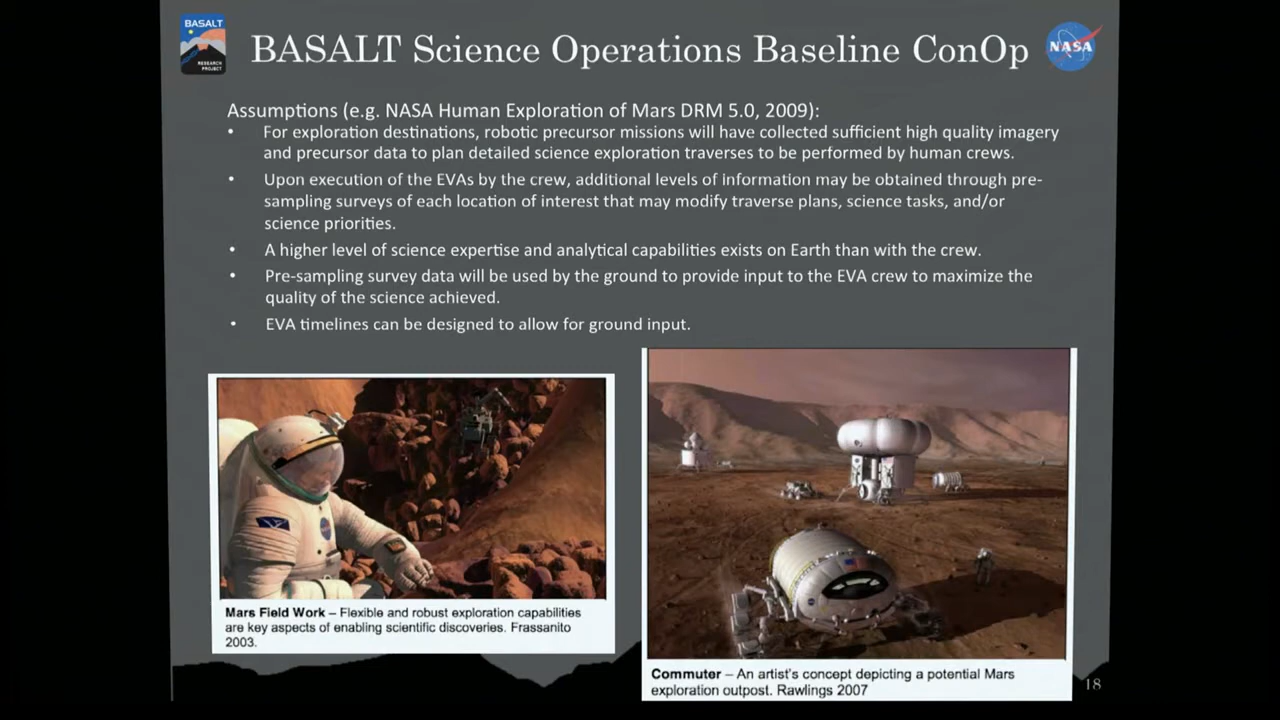 BASALT
RESEARCH
PROJECT
BASALT Science Operations Baseline ConOp
NASA
Assumptions (e.g. NASA Human Exploration of Mars DRM 5.0, 2009):
• For exploration destinations, robotic precursor missions will have collected sufficient high quality imagery
and precursor data to plan detailed science exploration traverses to be performed by human crews.
• Upon execution of the EVAs by the crew, additional levels of information may be obtained through pre-
sampling surveys of each location of interest that may modify traverse plans, science tasks, and/or
science priorities.
• A higher level of science expertise and analytical capabilities exists on Earth than with the crew.
• Pre-sampling survey data will be used by the ground to provide input to the EVA crew to maximize the
quality of the science achieved.
• EVA timelines can be designed to allow for ground input.
Mars Field Work – Flexible and robust exploration capabilities
are key aspects of enabling scientific discoveries. Frassanito
2003.
Commuter – An artist's concept depicting a potential Mars
exploration outpost. Rawlings 2007
18